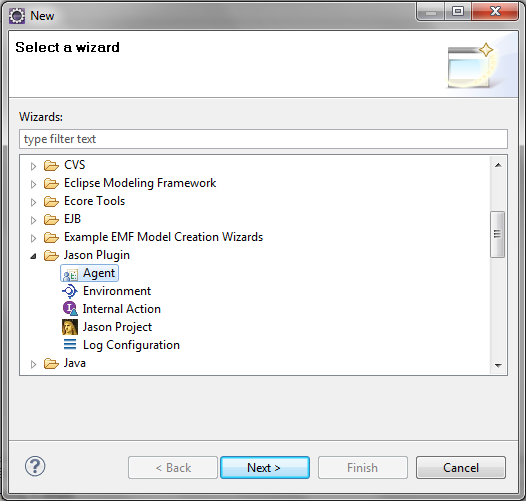 New
Select a wizard
Wizards:
type filter text
CVS
Eclipse Modeling Framework
Ecore Tools
EJB
Example EMF Model Creation Wizards
Jason Plugin
Agent
Environment
Internal Action
Jason Project
Log Configuration
Java
? < Back Next > Finish Cancel